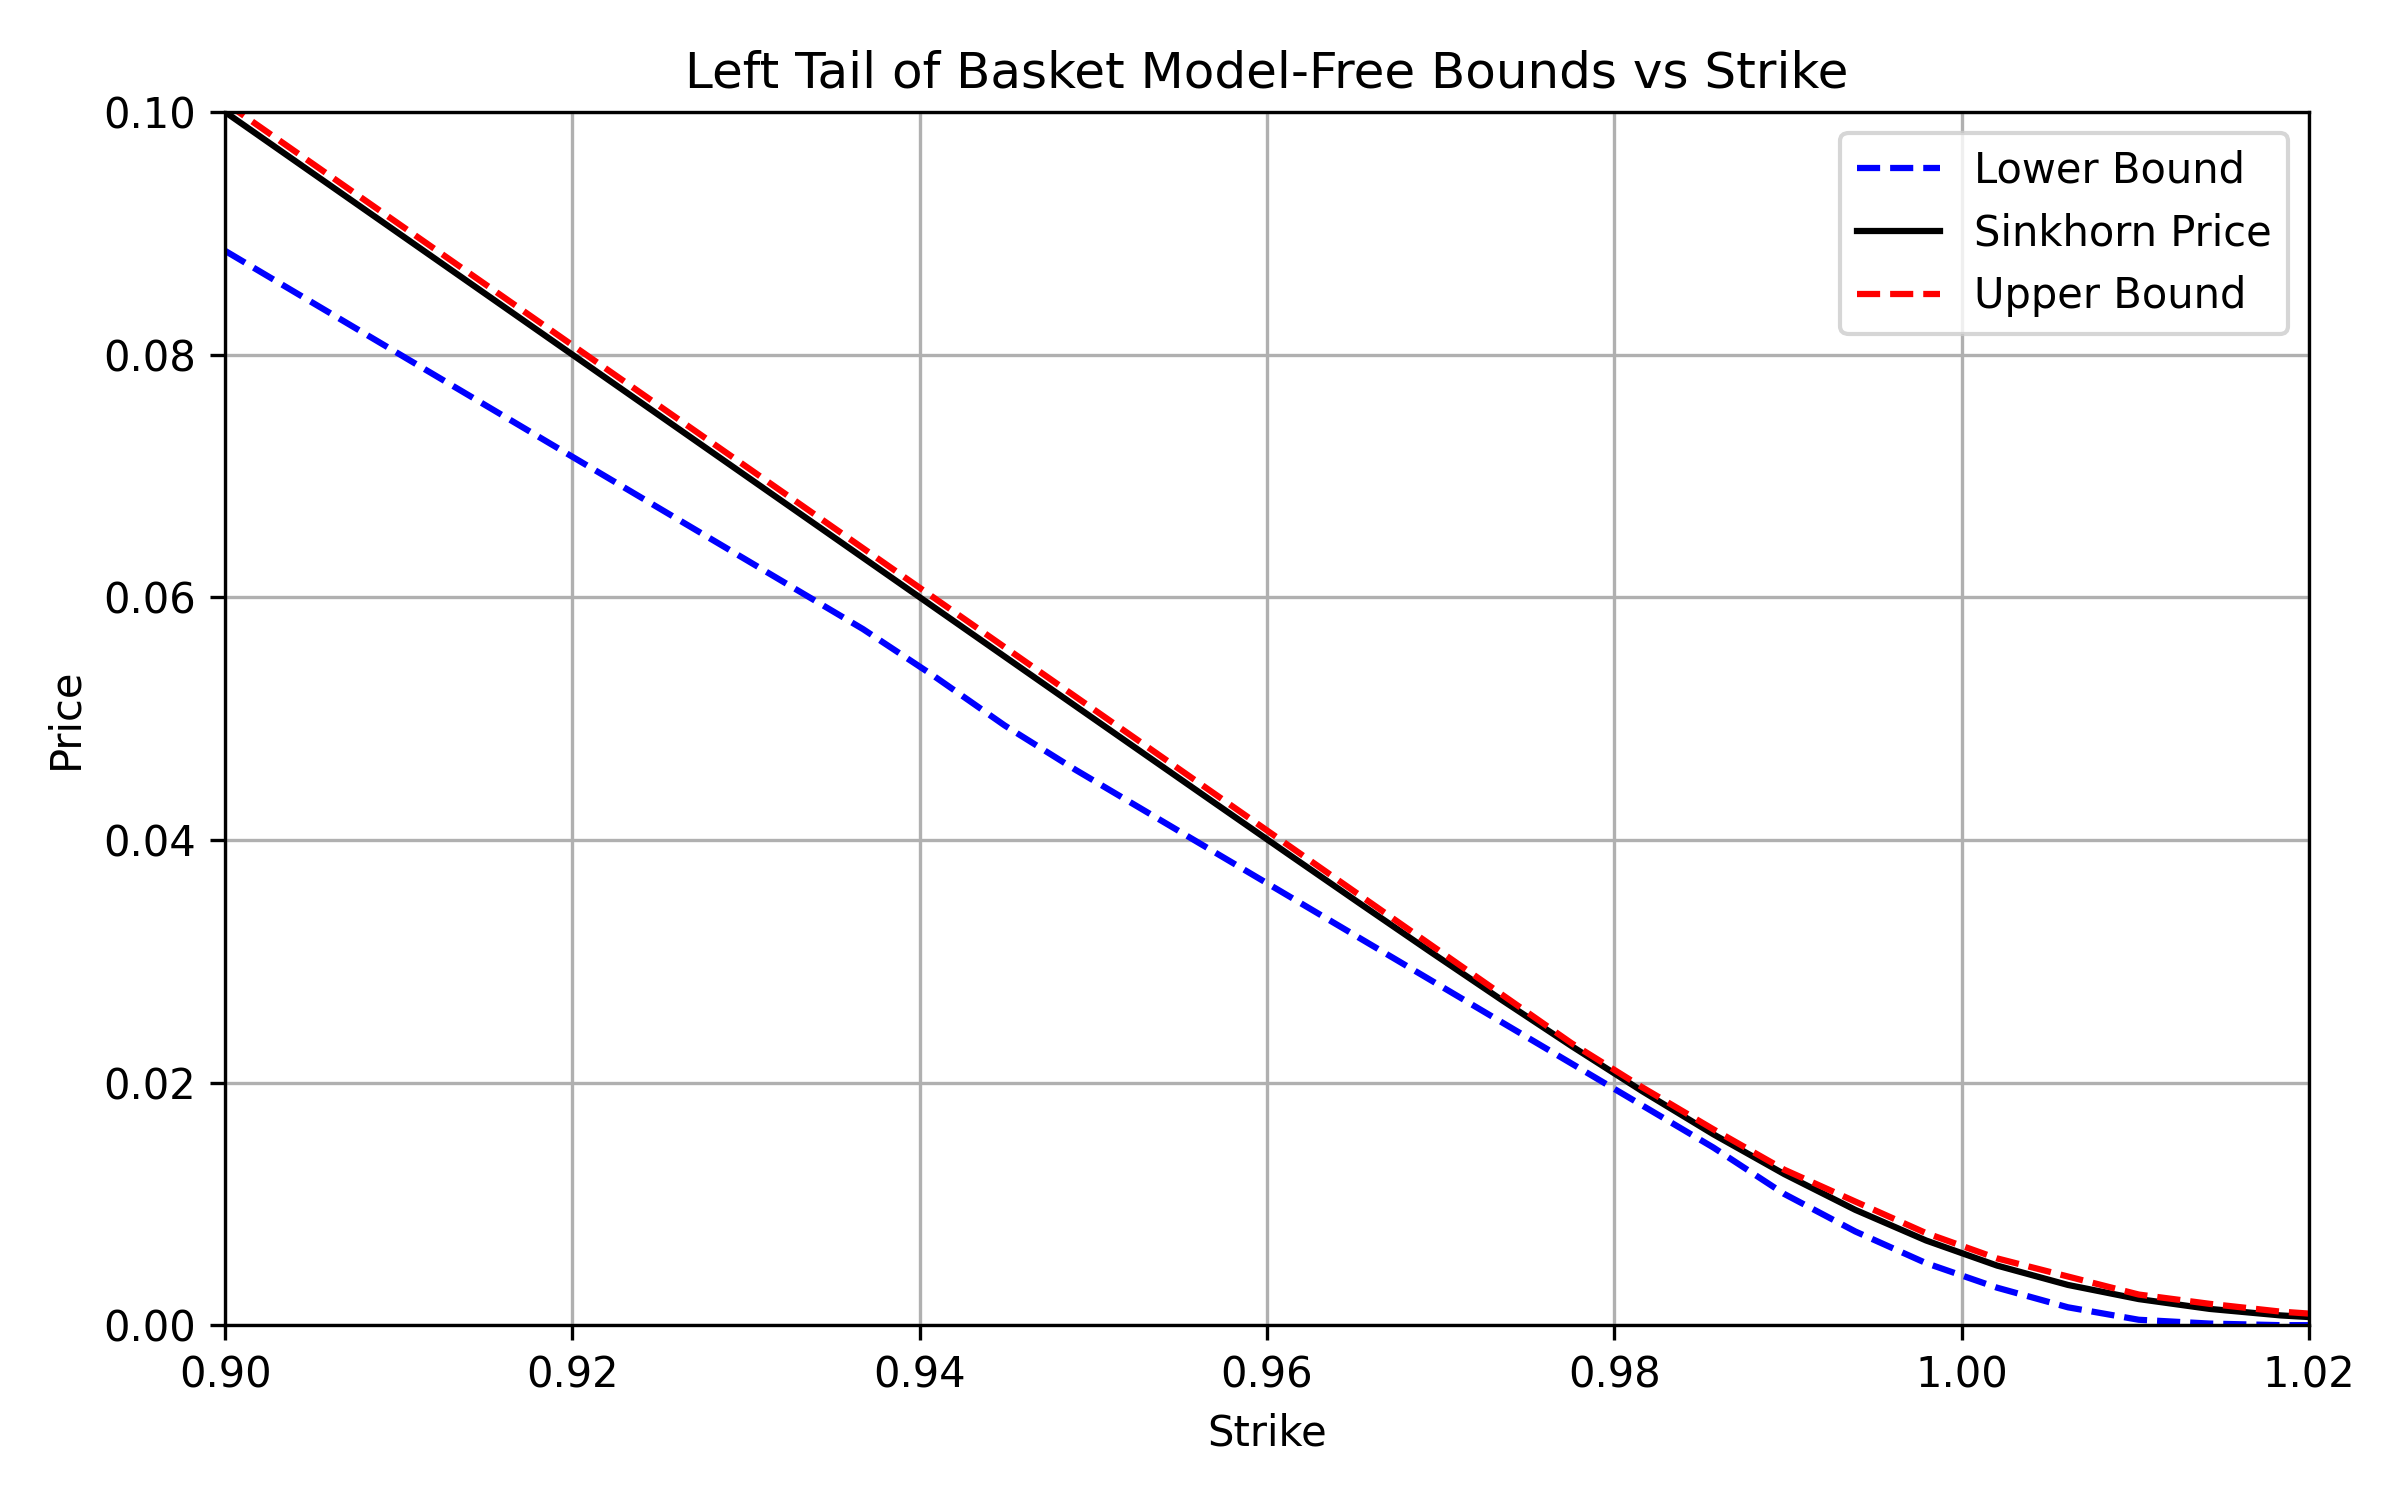 Left Tail of Basket Model-Free Bounds vs Strike
Lower Bound
Sinkhorn Price
Upper Bound
Price
0.10
0.08
0.06
0.04
0.02
0.00
0.90 0.92 0.94 0.96 0.98 1.00 1.02
Strike